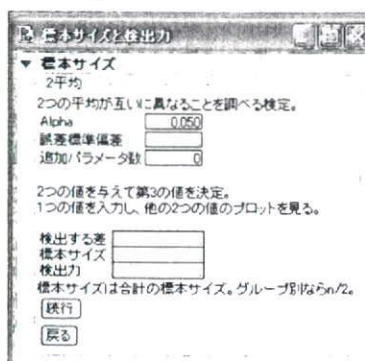 標本サイズと検出力
標本サイズ
2平均
2つの平均が互いに異なることを調べる検定。
Alpha 0.050
誤差標準偏差
追加パラメータ数 0
2つの値を与えて第3の値を決定。
1つの値を入力し、他の2つの値のプロットを見る。
検出する差
標本サイズ
検出力
標本サイズは合計の標本サイズ。グループ別ならn/2。
続行
戻る